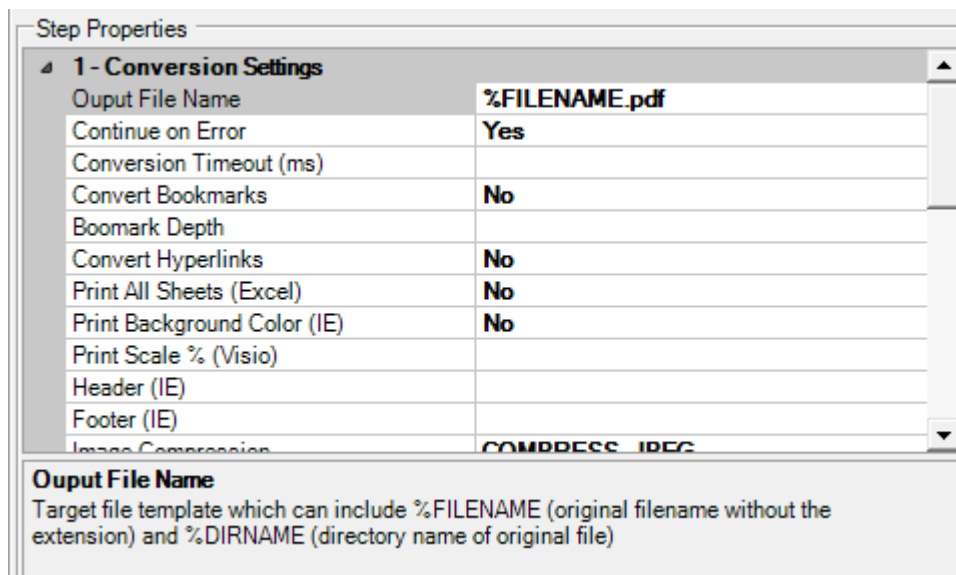 Step Properties
1 - Conversion Settings
Ouput File Name %FILENAME.pdf
Continue on Error Yes
Conversion Timeout (ms)
Convert Bookmarks No
Boomark Depth
Convert Hyperlinks No
Print All Sheets (Excel) No
Print Background Color (IE) No
Print Scale % (Visio)
Header (IE)
Footer (IE)
Image Compression COMPRESS_JPEG
Ouput File Name
Target file template which can include %FILENAME (original filename without the
extension) and %DIRNAME (directory name of original file)